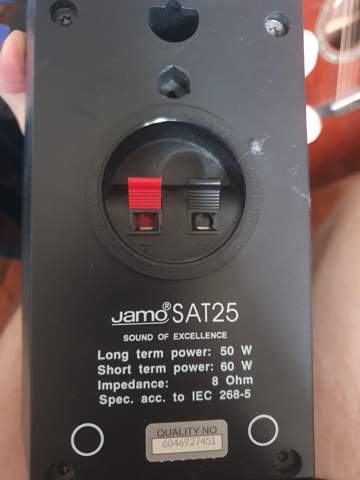 + -
Jamo® SAT25
SOUND OF EXCELLENCE
Long term power: 50 W
Short term power: 60 W
Impedance: 8 Ohm
Spec. acc. to IEC 268-5
QUALITY NO
6046927451